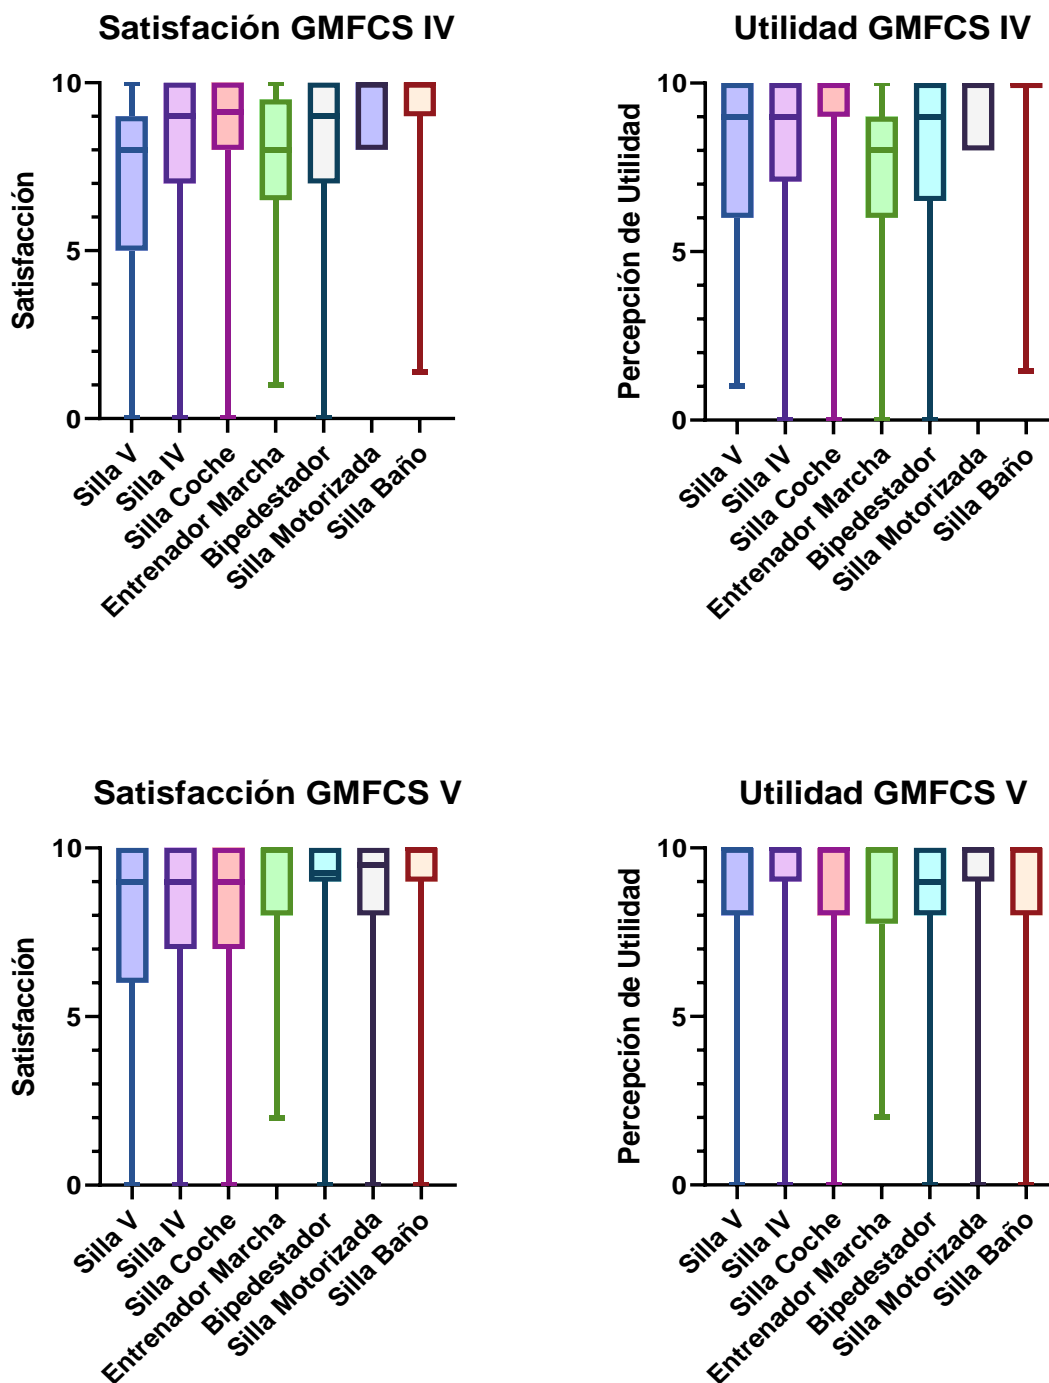 Satisfación GMFCS IV
Satisfacción
10
5
0
Silla V
Silla IV
Silla Coche
Entrenador Marcha
Bipedestador
Silla Motorizada
Silla Baño
Utilidad GMFCS IV
Percepción de Utilidad
10
5
0
Silla V
Silla IV
Silla Coche
Entrenador Marcha
Bipedestador
Silla Motorizada
Silla Baño
Satisfacción GMFCS V
Satisfacción
10
5
0
Silla V
Silla IV
Silla Coche
Entrenador Marcha
Bipedestador
Silla Motorizada
Silla Baño
Utilidad GMFCS V
Percepción de Utilidad
10
5
0
Silla V
Silla IV
Silla Coche
Entrenador Marcha
Bipedestador
Silla Motorizada
Silla Baño